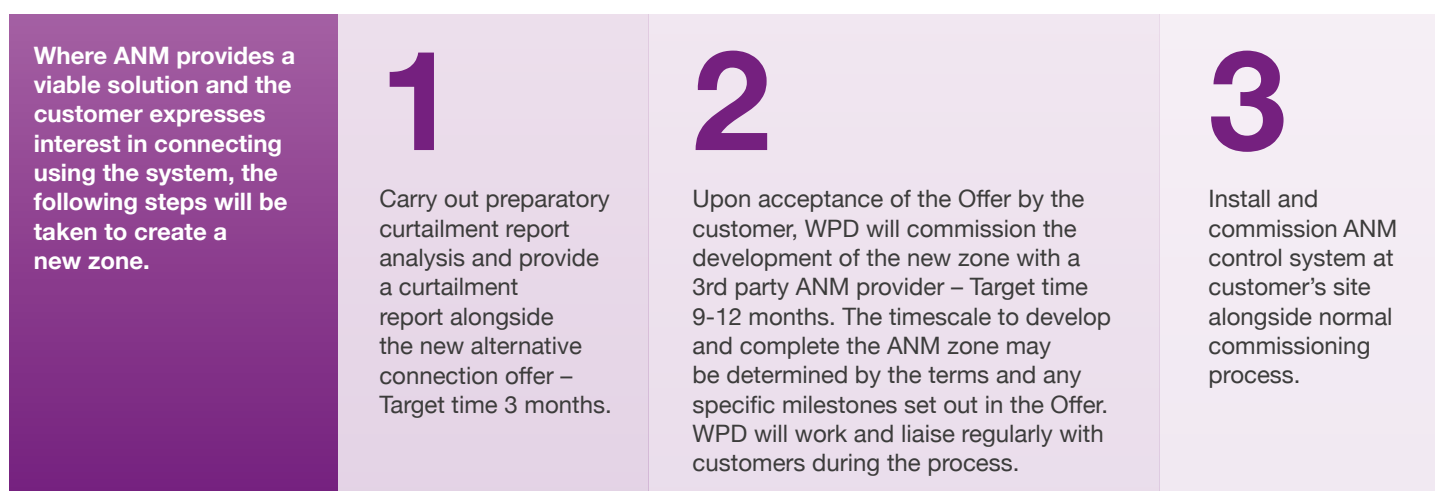 Where ANM provides a
viable solution and the
customer expresses
interest in connecting
using the system, the
following steps will be
taken to create a
new zone.
1
Carry out preparatory
curtailment report
analysis and provide
a curtailment
report alongside
the new alternative
connection offer –
Target time 3 months.
2
Upon acceptance of the Offer by the
customer, WPD will commission the
development of the new zone with a
3rd party ANM provider – Target time
9-12 months. The timescale to develop
and complete the ANM zone may
be determined by the terms and any
specific milestones set out in the Offer.
WPD will work and liaise regularly with
customers during the process.
3
Install and
commission ANM
control system at
customer’s site
alongside normal
commissioning
process.